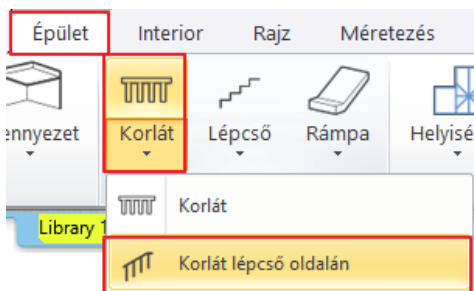 Épület Interior Rajz Méretezés
ennyezet Korlát Lépcső Rámpa Helyisé
Korlát
Library 1
Korlát lépcső oldalán